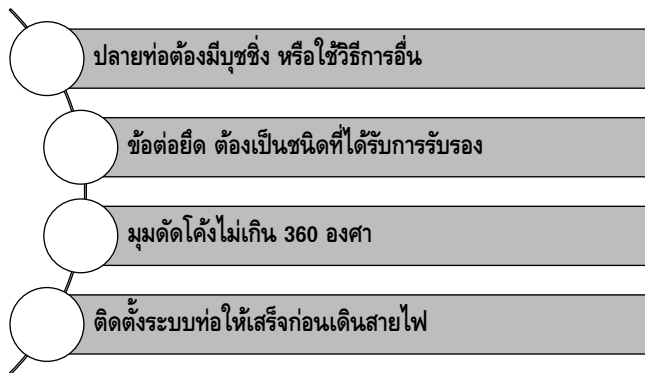 ปลายท่อต้องมีบุชชิ่ง หรือใช้วิธีการอื่น
ข้อต่อยึด ต้องเป็นชนิดที่ได้รับการรับรอง
มุมดัดโค้งไม่เกิน 360 องศา
ติดตั้งระบบท่อให้เสร็จก่อนเดินสายไฟ